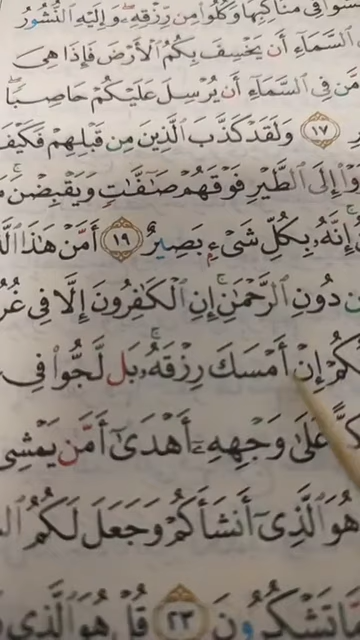 فِي مَنَاكِبِهَا وَكُلُوا۟ مِن رِّزْقِهِۦ ۖ وَإِلَيْهِ ٱلنُّشُورُ
ٱلسَّمَآءِ أَن يَخْسِفَ بِكُمُ ٱلْأَرْضَ فَإِذَا هِىَ
مَّن فِى ٱلسَّمَآءِ أَن يُرْسِلَ عَلَيْكُمْ حَاصِبًا ۖ
١٧ وَلَقَدْ كَذَّبَ ٱلَّذِينَ مِن قَبْلِهِمْ فَكَيْفَ
إِلَى ٱلطَّيْرِ فَوْقَهُمْ صَٰٓفَّٰتٍ وَيَقْبِضْنَ ۚ
إِنَّهُۥ بِكُلِّ شَىْءٍۭ بَصِيرٌ ١٩ أَمَّنْ هَٰذَا
دُونِ ٱلرَّحْمَٰنِ ۚ إِنِ ٱلْكَٰفِرُونَ إِلَّا فِى
إِنْ أَمْسَكَ رِزْقَهُۥ ۚ بَل لَّجُّوا۟ فِى
عَلَىٰ وَجْهِهِۦٓ أَهْدَىٰٓ أَمَّن يَمْشِى
هُوَ ٱلَّذِىٓ أَنشَأَكُمْ وَجَعَلَ لَكُمُ
مَّا تَشْكُرُونَ ٢٣ قُلْ هُوَ ٱلَّذِى